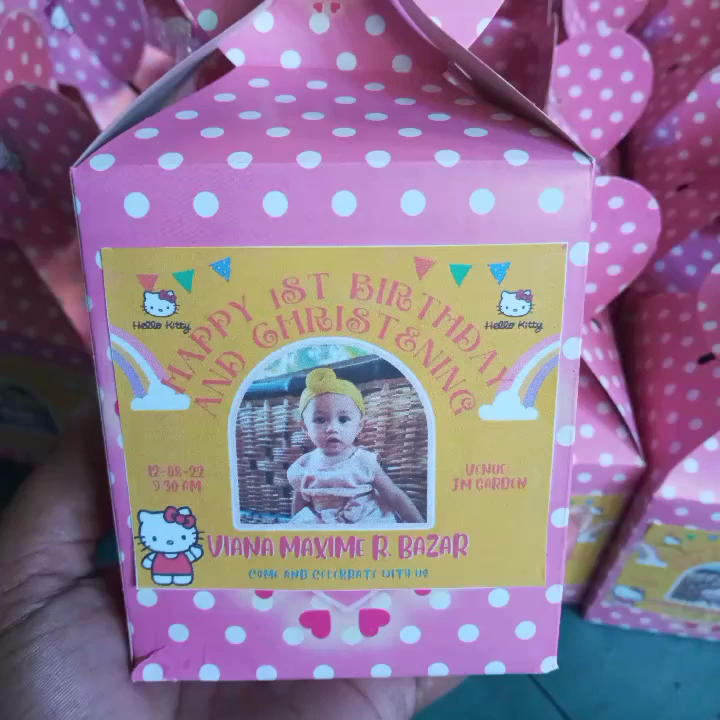 HAPPY 1ST BIRTHDAY
AND CHRISTENING
Hello Kitty
Hello Kitty
12-08-22
9:30 AM
VENUE:
JM GARDEN
VIANA MAXIME R. BAZAR
COME AND CELEBRATE WITH US